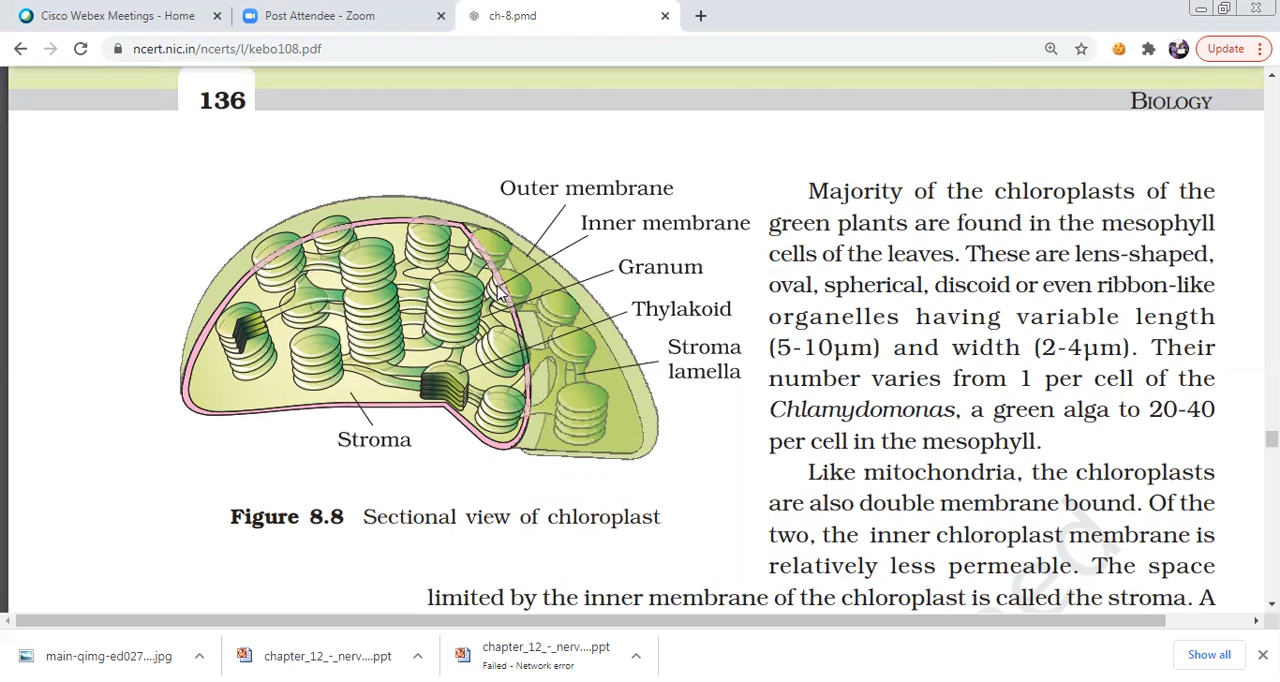 Cisco Webex Meetings - Home
Post Attendee - Zoom
ch-8.pmd
ncert.nic.in/ncerts/l/kebo108.pdf
Update
136
BIOLOGY
Outer membrane
Inner membrane
Granum
Thylakoid
Stroma
lamella
Stroma
Figure 8.8 Sectional view of chloroplast
Majority of the chloroplasts of the
green plants are found in the mesophyll
cells of the leaves. These are lens-shaped,
oval, spherical, discoid or even ribbon-like
organelles having variable length
(5-10µm) and width (2-4µm). Their
number varies from 1 per cell of the
Chlamydomonas, a green alga to 20-40
per cell in the mesophyll.
Like mitochondria, the chloroplasts
are also double membrane bound. Of the
two, the inner chloroplast membrane is
relatively less permeable. The space
limited by the inner membrane of the chloroplast is called the stroma. A
main-qimg-ed027....jpg
chapter_12_-_nerv....ppt
chapter_12_-_nerv....ppt
Failed - Network error
Show all